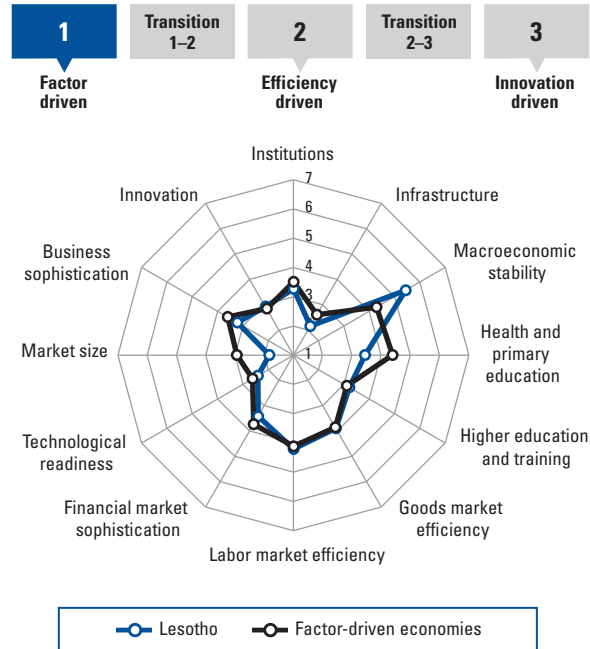 1
Transition
1–2
2
Transition
2–3
3
Factor
driven
Efficiency
driven
Innovation
driven
Institutions
7
Innovation
Infrastructure
6
5
Business
sophistication
Macroeconomic
stability
4
3
Market size
1
Health and
primary
education
Technological
readiness
Higher education
and training
Financial market
sophistication
Goods market
efficiency
Labor market efficiency
Lesotho
Factor-driven economies